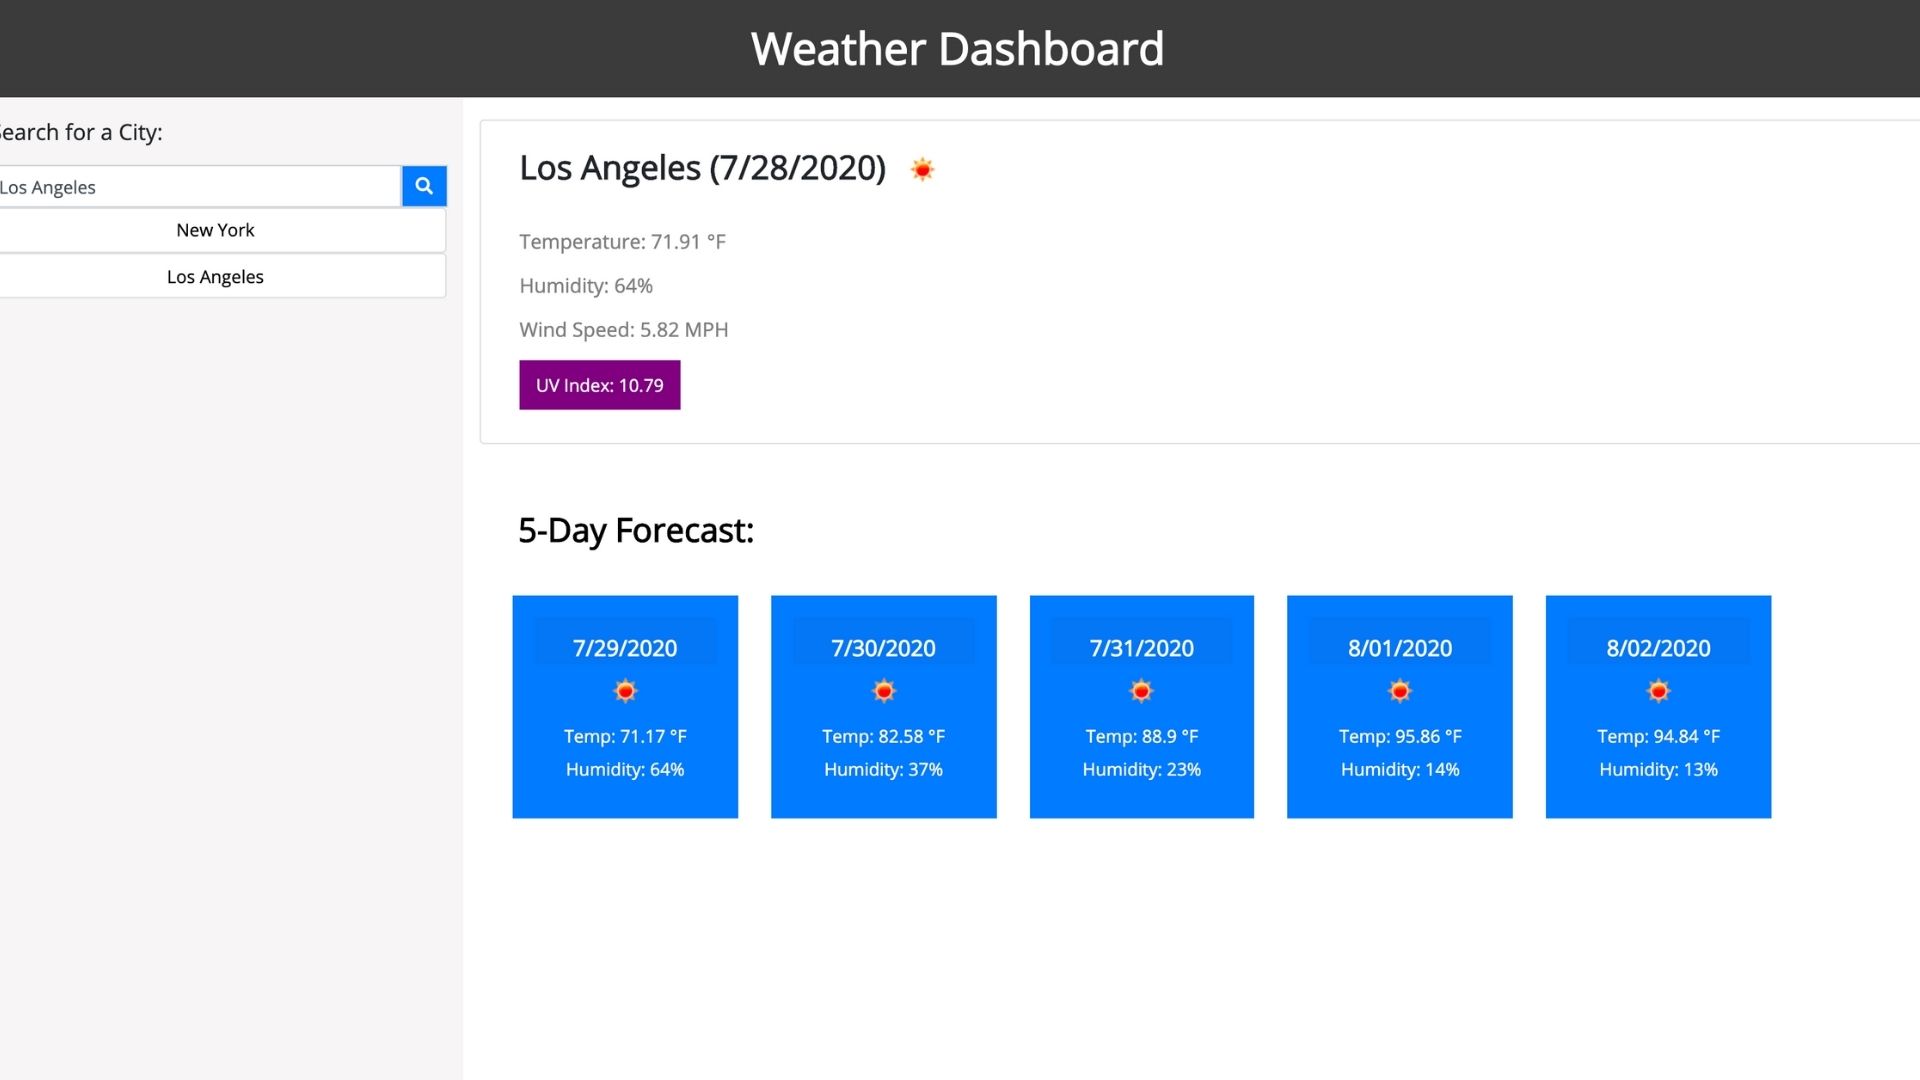 Weather Dashboard
Search for a City:
Los Angeles
New York
Los Angeles
Los Angeles (7/28/2020)
Temperature: 71.91 °F
Humidity: 64%
Wind Speed: 5.82 MPH
UV Index: 10.79
5-Day Forecast:
7/29/2020
Temp: 71.17 °F
Humidity: 64%
7/30/2020
Temp: 82.58 °F
Humidity: 37%
7/31/2020
Temp: 88.9 °F
Humidity: 23%
8/01/2020
Temp: 95.86 °F
Humidity: 14%
8/02/2020
Temp: 94.84 °F
Humidity: 13%